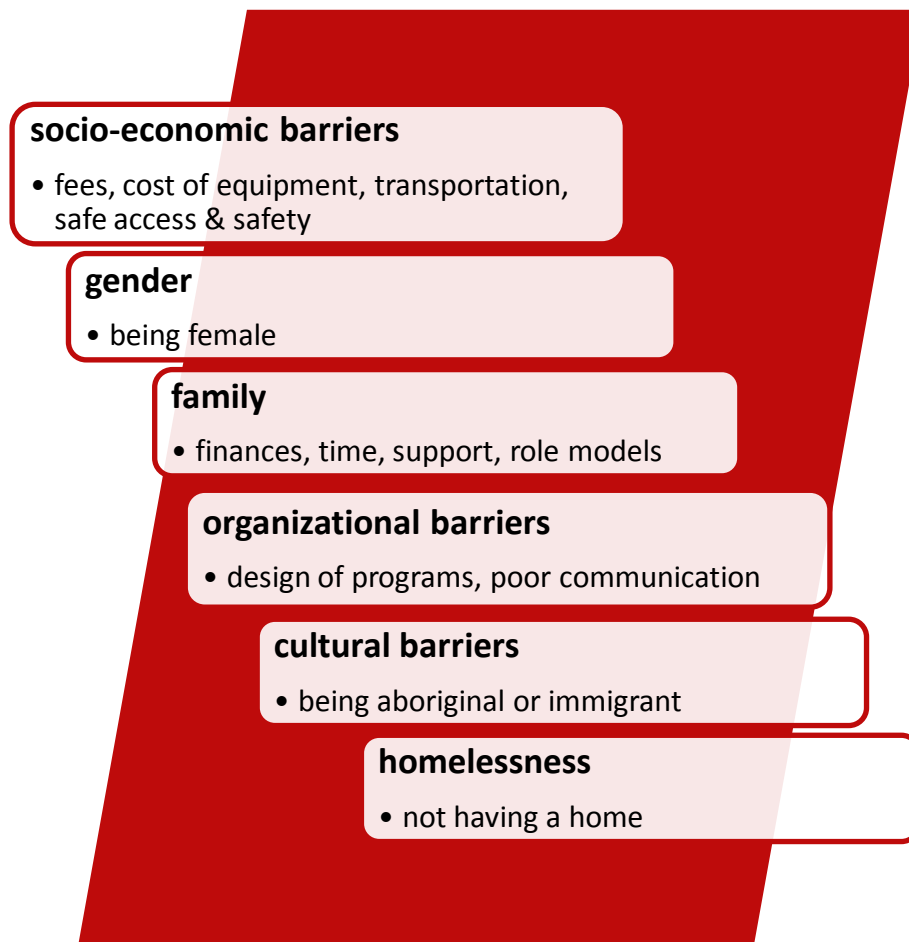 socio-economic barriers
• fees, cost of equipment, transportation,
safe access & safety
gender
• being female
family
• finances, time, support, role models
organizational barriers
• design of programs, poor communication
cultural barriers
• being aboriginal or immigrant
homelessness
• not having a home